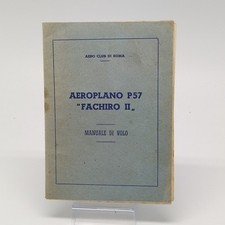 AERO CLUB DI ROMA
AEROPLANO P57
"FACHIRO II„
MANUALE DI VOLO